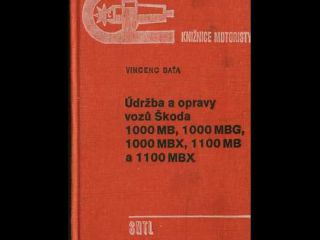 KNIŽNICE MOTORISTY
VINCENC BAŤA
Údržba a opravy
vozů Škoda
1000 MB, 1000 MBG,
1000 MBX, 1100 MB
a 1100 MBX
SNTL